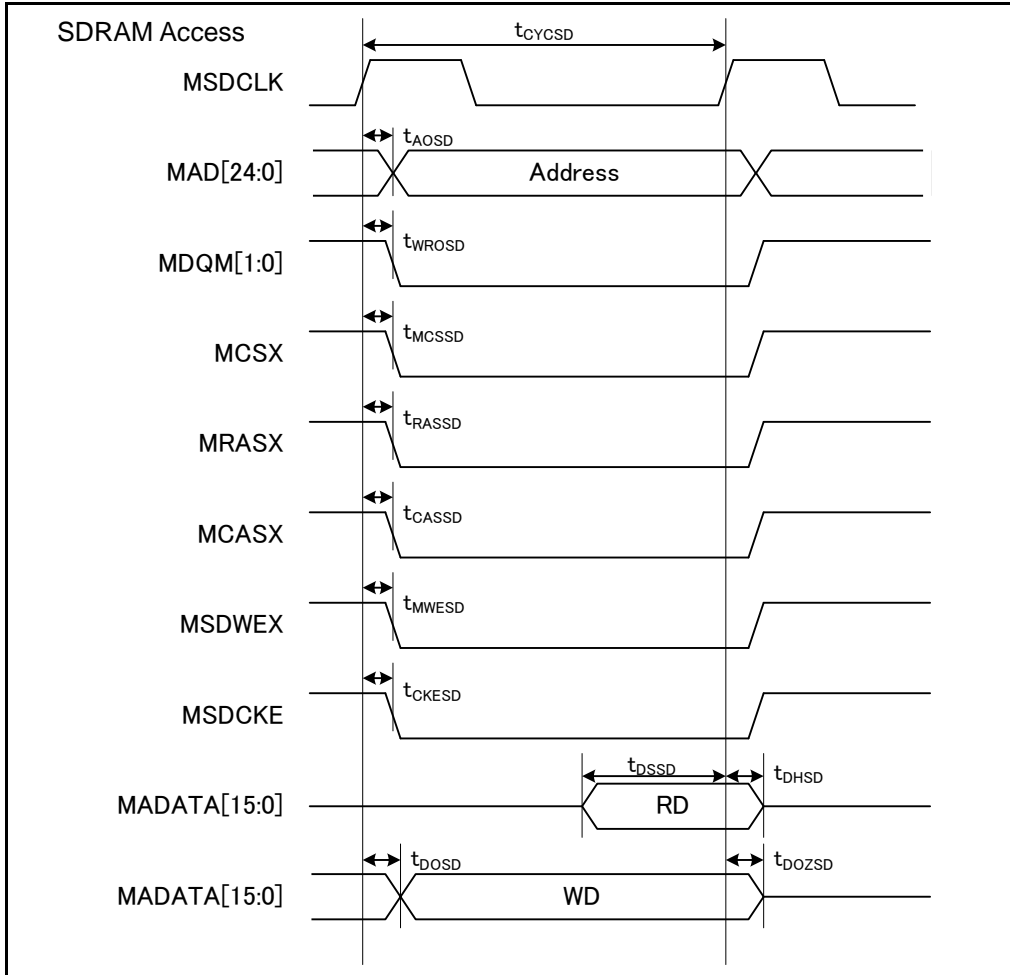 SDRAM Access
tCYCSD
MSDCLK
tAOSD
MAD[24:0]
Address
tWROSD
MDQM[1:0]
tMCSSD
MCSX
tRASSD
MRASX
tCASSD
MCASX
tMWESD
MSDWEX
tCKESD
MSDCKE
tDSSD
tDHSD
MADATA[15:0]
RD
tDOSD
tDOZSD
MADATA[15:0]
WD